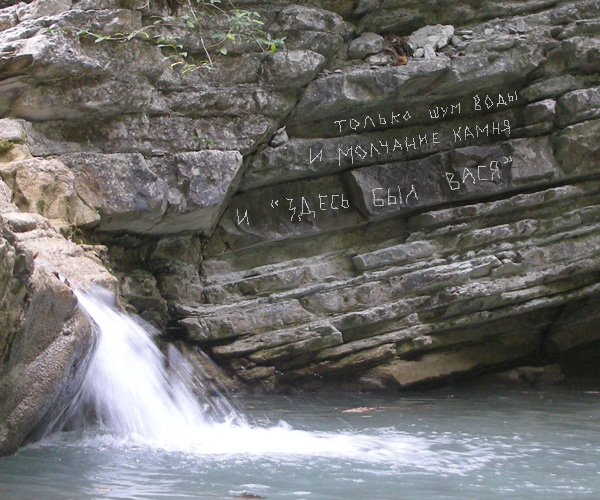 ТОЛЬКО ШУМ ВОДЫ
И МОЛЧАНИЕ КАМНЯ
И "ЗДЕСЬ БЫЛ ВАСЯ"